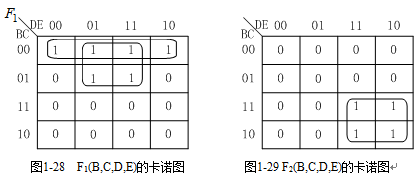 F₁
DE 00 01 11 10
BC
00 1 1 1 1
01 0 1 1 0
11 0 0 0 0
10 0 0 0 0
图1-28 F₁(B,C,D,E)的卡诺图
DE 00 01 11 10
BC
00 0 0 0 0
01 0 0 0 0
11 0 0 1 1
10 0 0 1 1
图1-29 F₂(B,C,D,E)的卡诺图↵